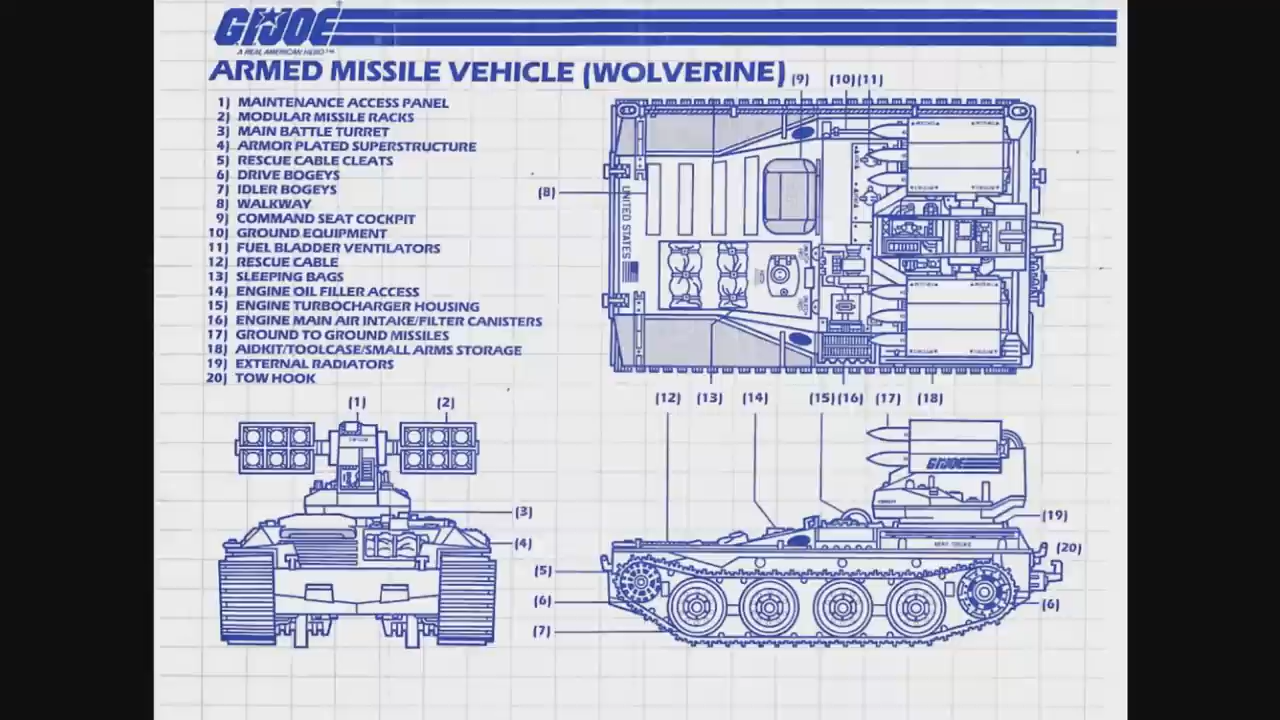 GI JOE
A REAL AMERICAN HERO™
ARMED MISSILE VEHICLE (WOLVERINE)
1) MAINTENANCE ACCESS PANEL
2) MODULAR MISSILE RACKS
3) MAIN BATTLE TURRET
4) ARMOR PLATED SUPERSTRUCTURE
5) RESCUE CABLE CLEATS
6) DRIVE BOGEYS
7) IDLER BOGEYS
8) WALKWAY
9) COMMAND SEAT COCKPIT
10) GROUND EQUIPMENT
11) FUEL BLADDER VENTILATORS
12) RESCUE CABLE
13) SLEEPING BAGS
14) ENGINE OIL FILLER ACCESS
15) ENGINE TURBOCHARGER HOUSING
16) ENGINE MAIN AIR INTAKE/FILTER CANISTERS
17) GROUND TO GROUND MISSILES
18) AIDKIT/TOOLCASE/SMALL ARMS STORAGE
19) EXTERNAL RADIATORS
20) TOW HOOK
(9) (10) (11)
(8)
UNITED STATES
(12) (13) (14) (15) (16) (17) (18)
(1) (2)
(3)
(4)
GI JOE
(19)
(20)
(5)
(6)
(7)
(6)